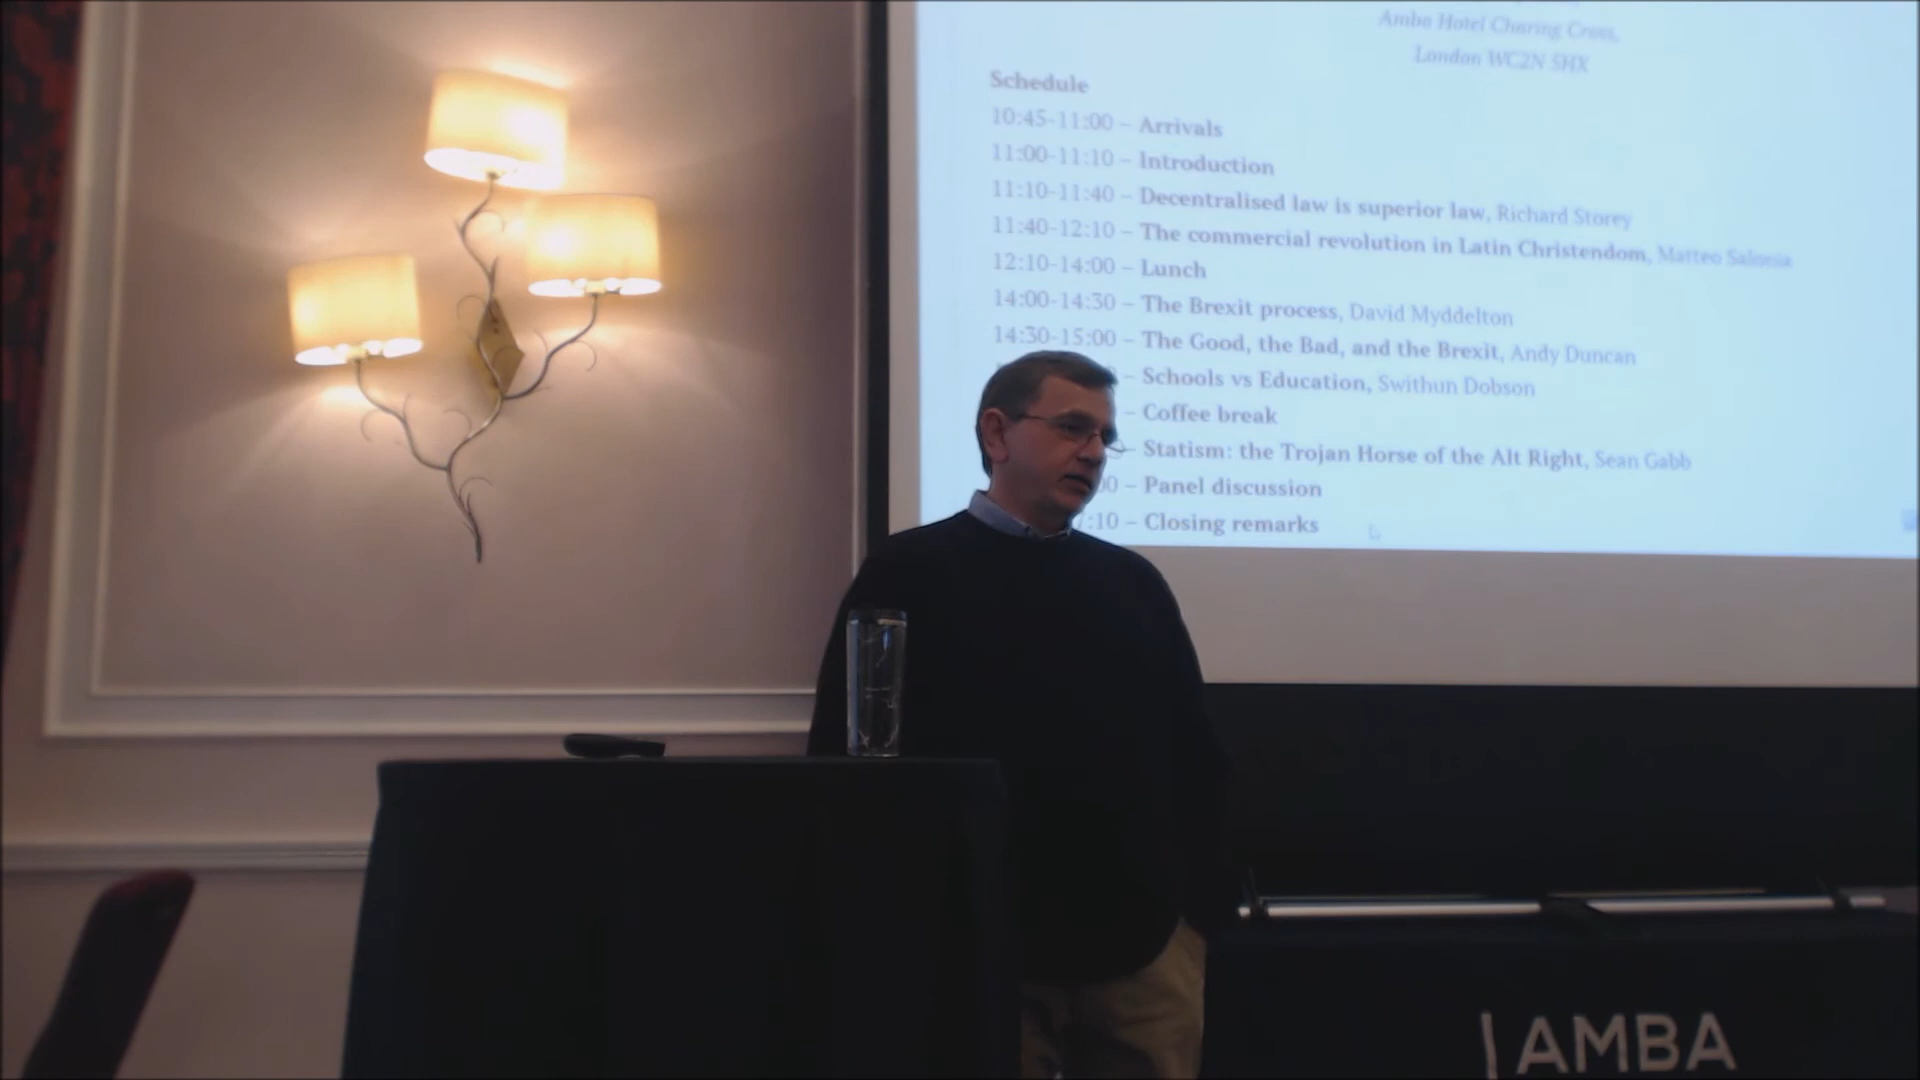 Amba Hotel Charing Cross,
London WC2N 5HX
Schedule
10:45-11:00 – Arrivals
11:00-11:10 – Introduction
11:10-11:40 – Decentralised law is superior law, Richard Storey
11:40-12:10 – The commercial revolution in Latin Christendom, Matteo Salonia
12:10-14:00 – Lunch
14:00-14:30 – The Brexit process, David Myddelton
14:30-15:00 – The Good, the Bad, and the Brexit, Andy Duncan
– Schools vs Education, Swithun Dobson
– Coffee break
– Statism: the Trojan Horse of the Alt Right, Sean Gabb
00 – Panel discussion
7:10 – Closing remarks
AMBA